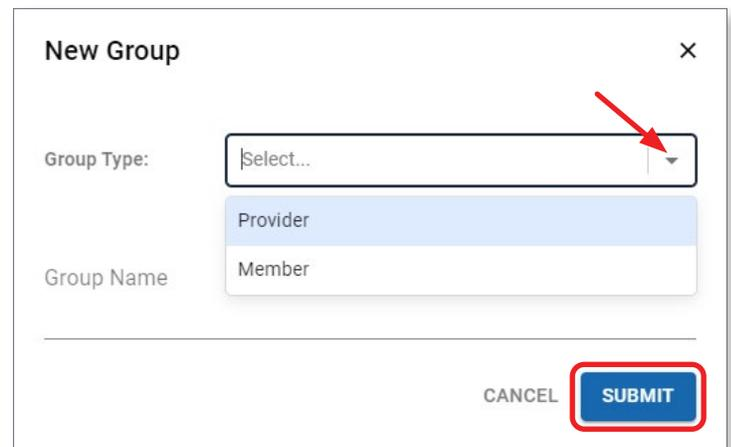 New Group
Group Type: Select...
Provider
Member
Group Name
CANCEL SUBMIT